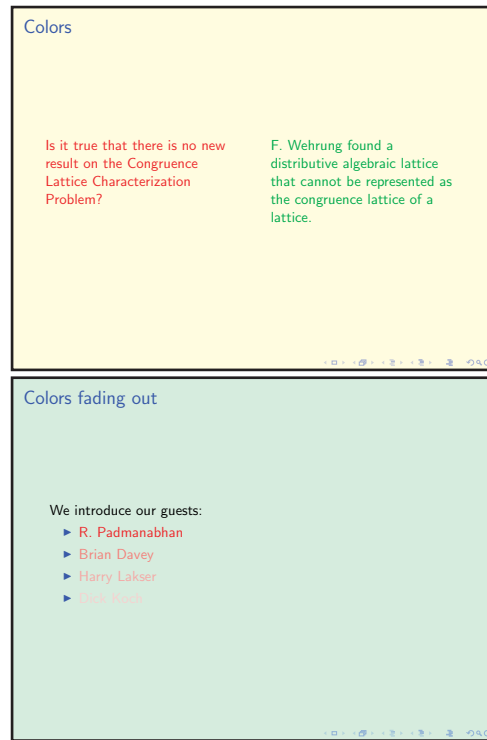 Colors
Is it true that there is no new
result on the Congruence
Lattice Characterization
Problem?
F. Wehrung found a
distributive algebraic lattice
that cannot be represented as
the congruence lattice of a
lattice.
Colors fading out
We introduce our guests:
R. Padmanabhan
Brian Davey
Harry Lakser
Dick Koch